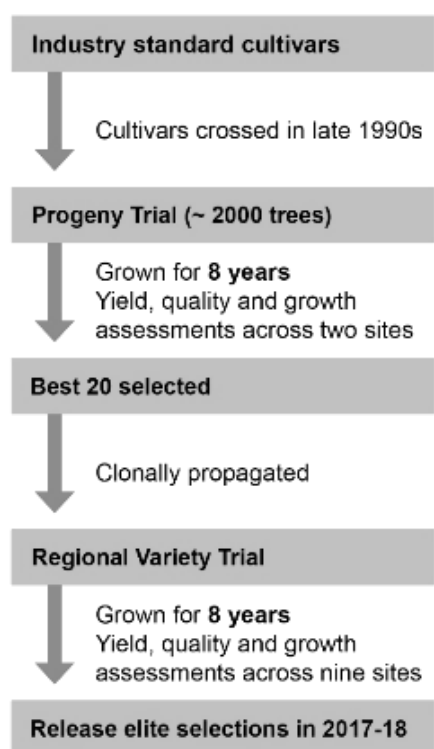 Industry standard cultivars
Cultivars crossed in late 1990s
Progeny Trial (~ 2000 trees)
Grown for 8 years
Yield, quality and growth
assessments across two sites
Best 20 selected
Clonally propagated
Regional Variety Trial
Grown for 8 years
Yield, quality and growth
assessments across nine sites
Release elite selections in 2017-18